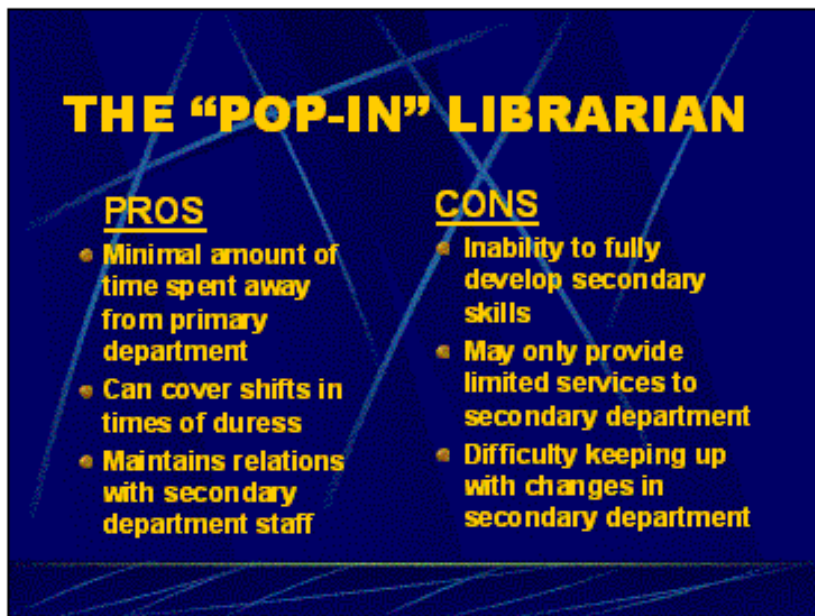 THE “POP-IN” LIBRARIAN
PROS
Minimal amount of
time spent away
from primary
department
Can cover shifts in
times of duress
Maintains relations
with secondary
department staff
CONS
Inability to fully
develop secondary
skills
May only provide
limited services to
secondary department
Difficulty keeping up
with changes in
secondary department